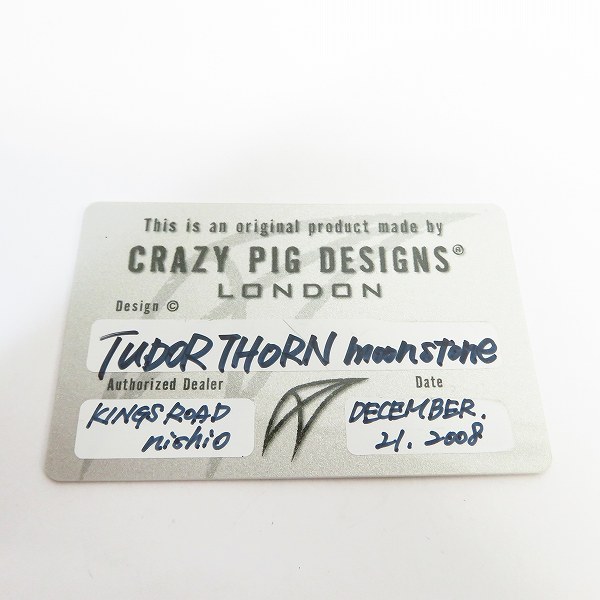 This is an original product made by
CRAZY PIG DESIGNS®
LONDON
Design ©
TUDOR THORN moonstone
Authorized Dealer
KINGS ROAD
nishio
Date
DECEMBER.
21. 2008